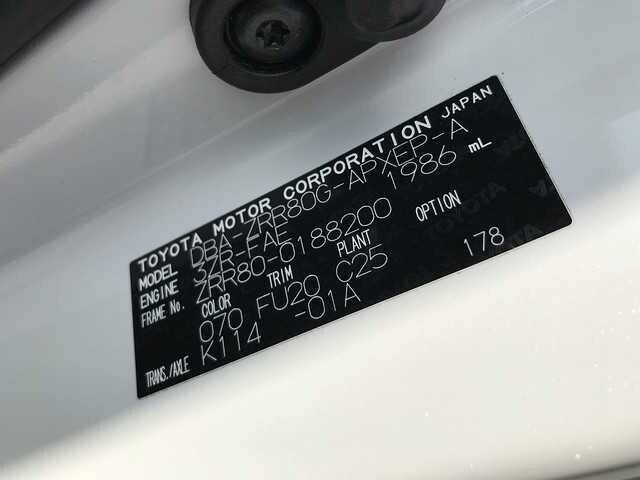 TOYOTA MOTOR CORPORATION JAPAN
MODEL DBA-ZRR80G-APXEP-A
ENGINE 3ZR-FAE 1986 mL
FRAME No. ZRR80-0188200
COLOR TRIM PLANT OPTION
070 FU20 C25 178
TRANS./AXLE K114 -01A